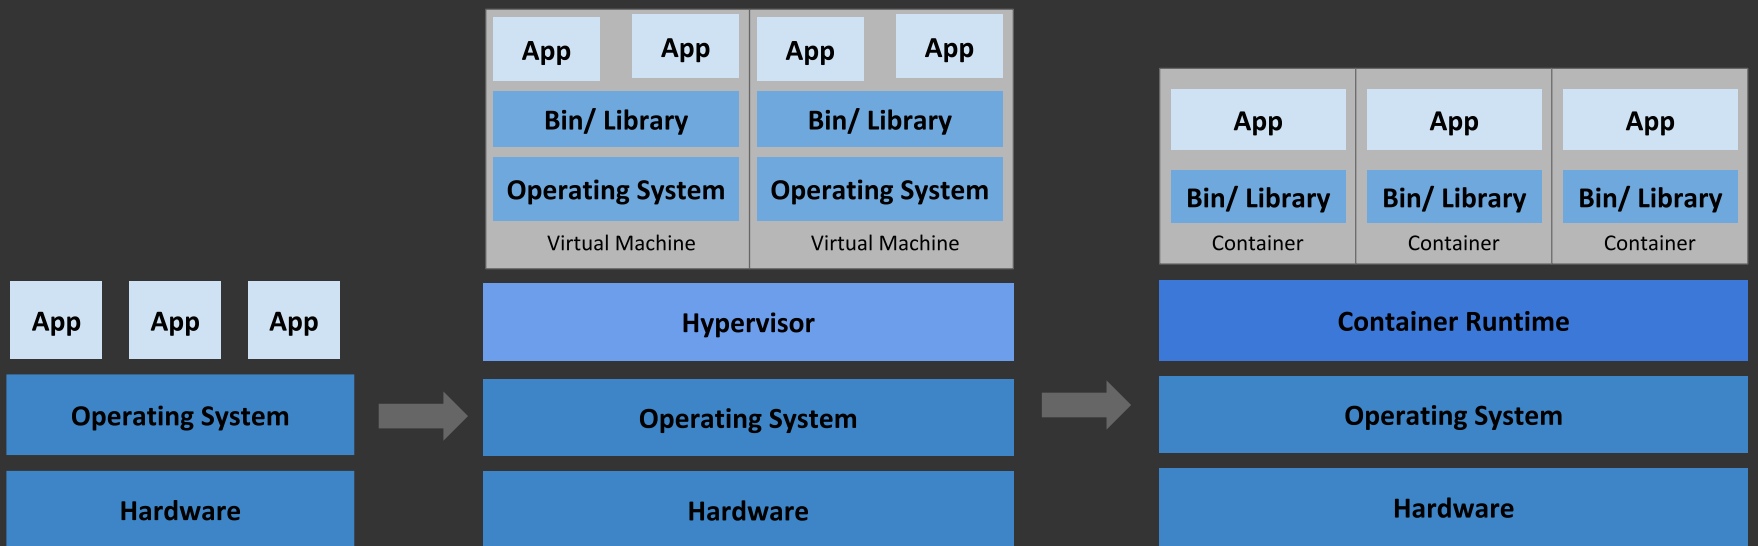 App
App
App
Operating System
Hardware
App
App
App
App
Bin/ Library
Bin/ Library
Operating System
Operating System
Virtual Machine
Virtual Machine
Hypervisor
Operating System
Hardware
App
App
App
Bin/ Library
Bin/ Library
Bin/ Library
Container
Container
Container
Container Runtime
Operating System
Hardware